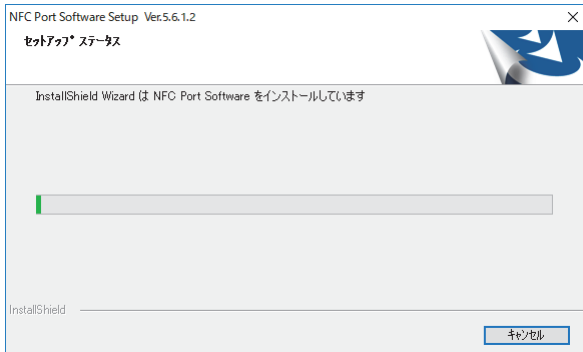 NFC Port Software Setup Ver.5.6.1.2
セットアップ ステータス
InstallShield Wizard は NFC Port Software をインストールしています
InstallShield
キャンセル